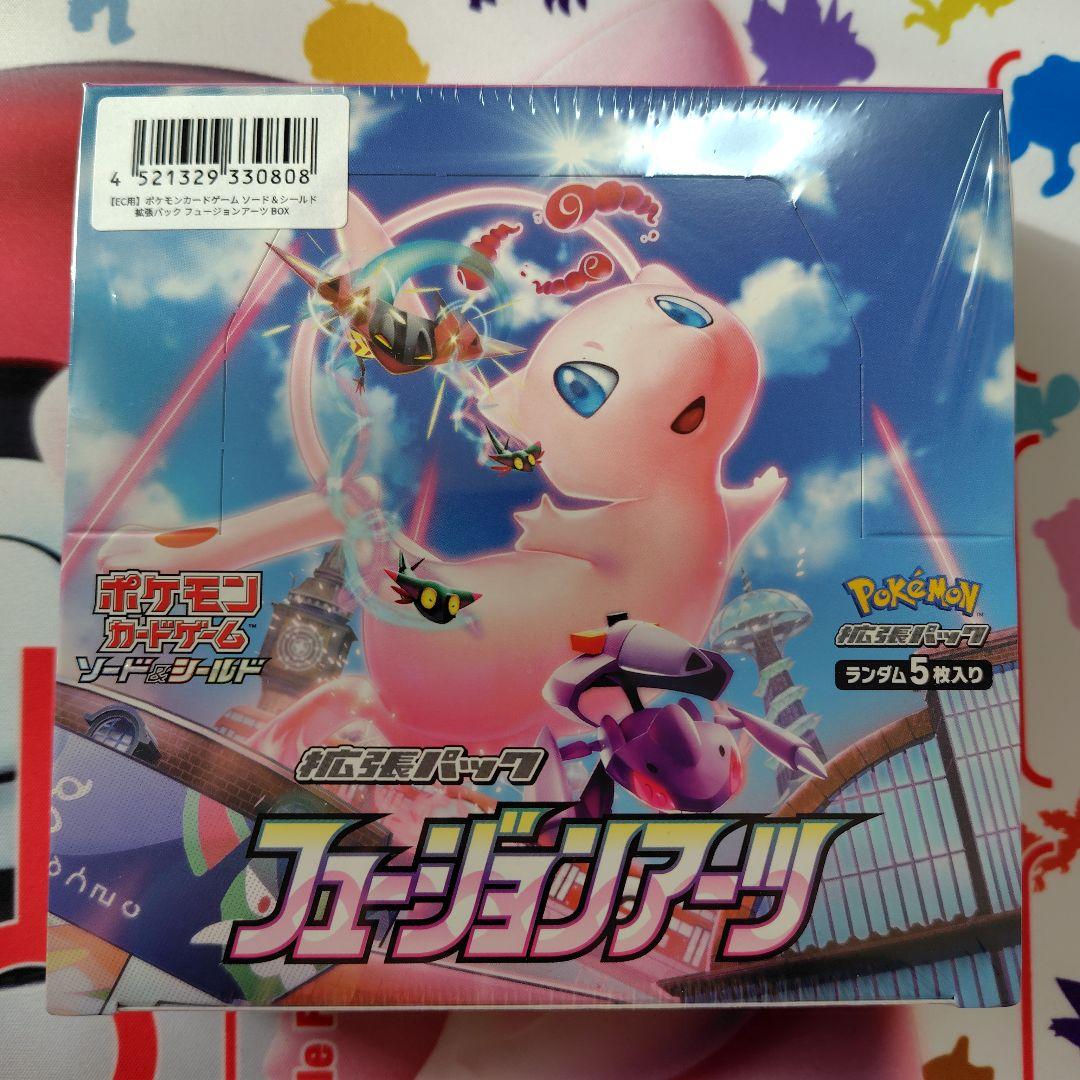 4 521329 330808
【EC用】ポケモンカードゲーム ソード＆シールド
拡張パック フュージョンアーツ BOX
ポケモン
カードゲーム™
ソード&シールド
POKÉMON™
拡張パック
ランダム5枚入り
拡張パック
フュージョンアーツ